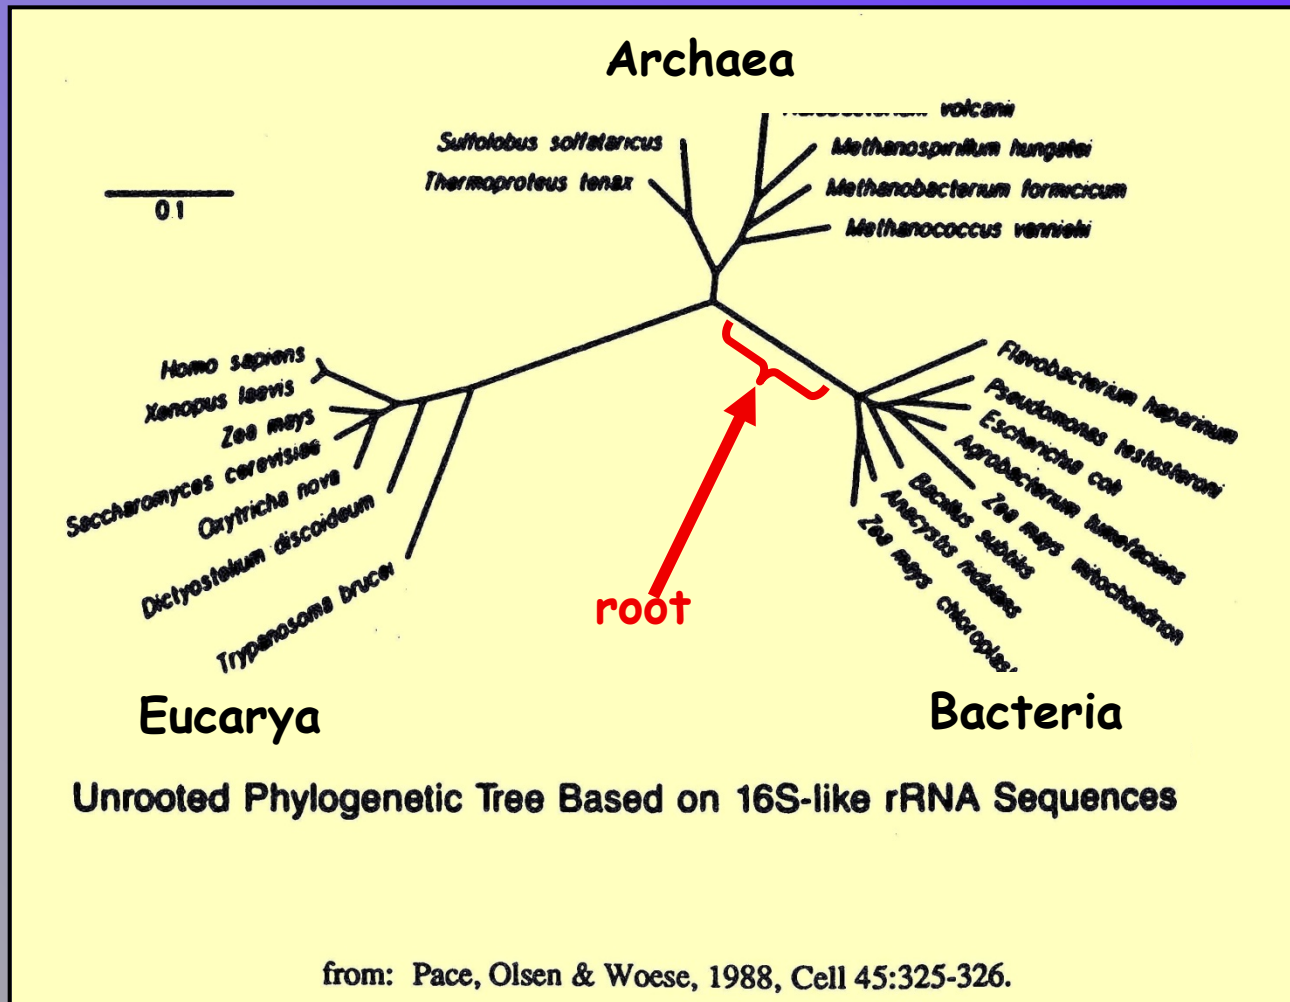 Archaea
volcanii
Sulfolobus solfataricus
Methanospirillum hungatei
Thermoproteus tenax
Methanobacterium formicicum
01
Methanococcus vannielii
Homo sapiens
Xenopus laevis
Zea mays
Saccharomyces cerevisiae
Oxytricha nova
Dictyostelium discoideum
Trypanosoma brucei
Flavobacterium heparinum
Pseudomonas testosteroni
Escherichia coli
Agrobacterium tumefaciens
Zea mays mitochondrion
Bacillus subtilis
Anacystis nidulans
Zea mays chloroplas
root
Eucarya
Bacteria
Unrooted Phylogenetic Tree Based on 16S-like rRNA Sequences
from: Pace, Olsen & Woese, 1988, Cell 45:325-326.